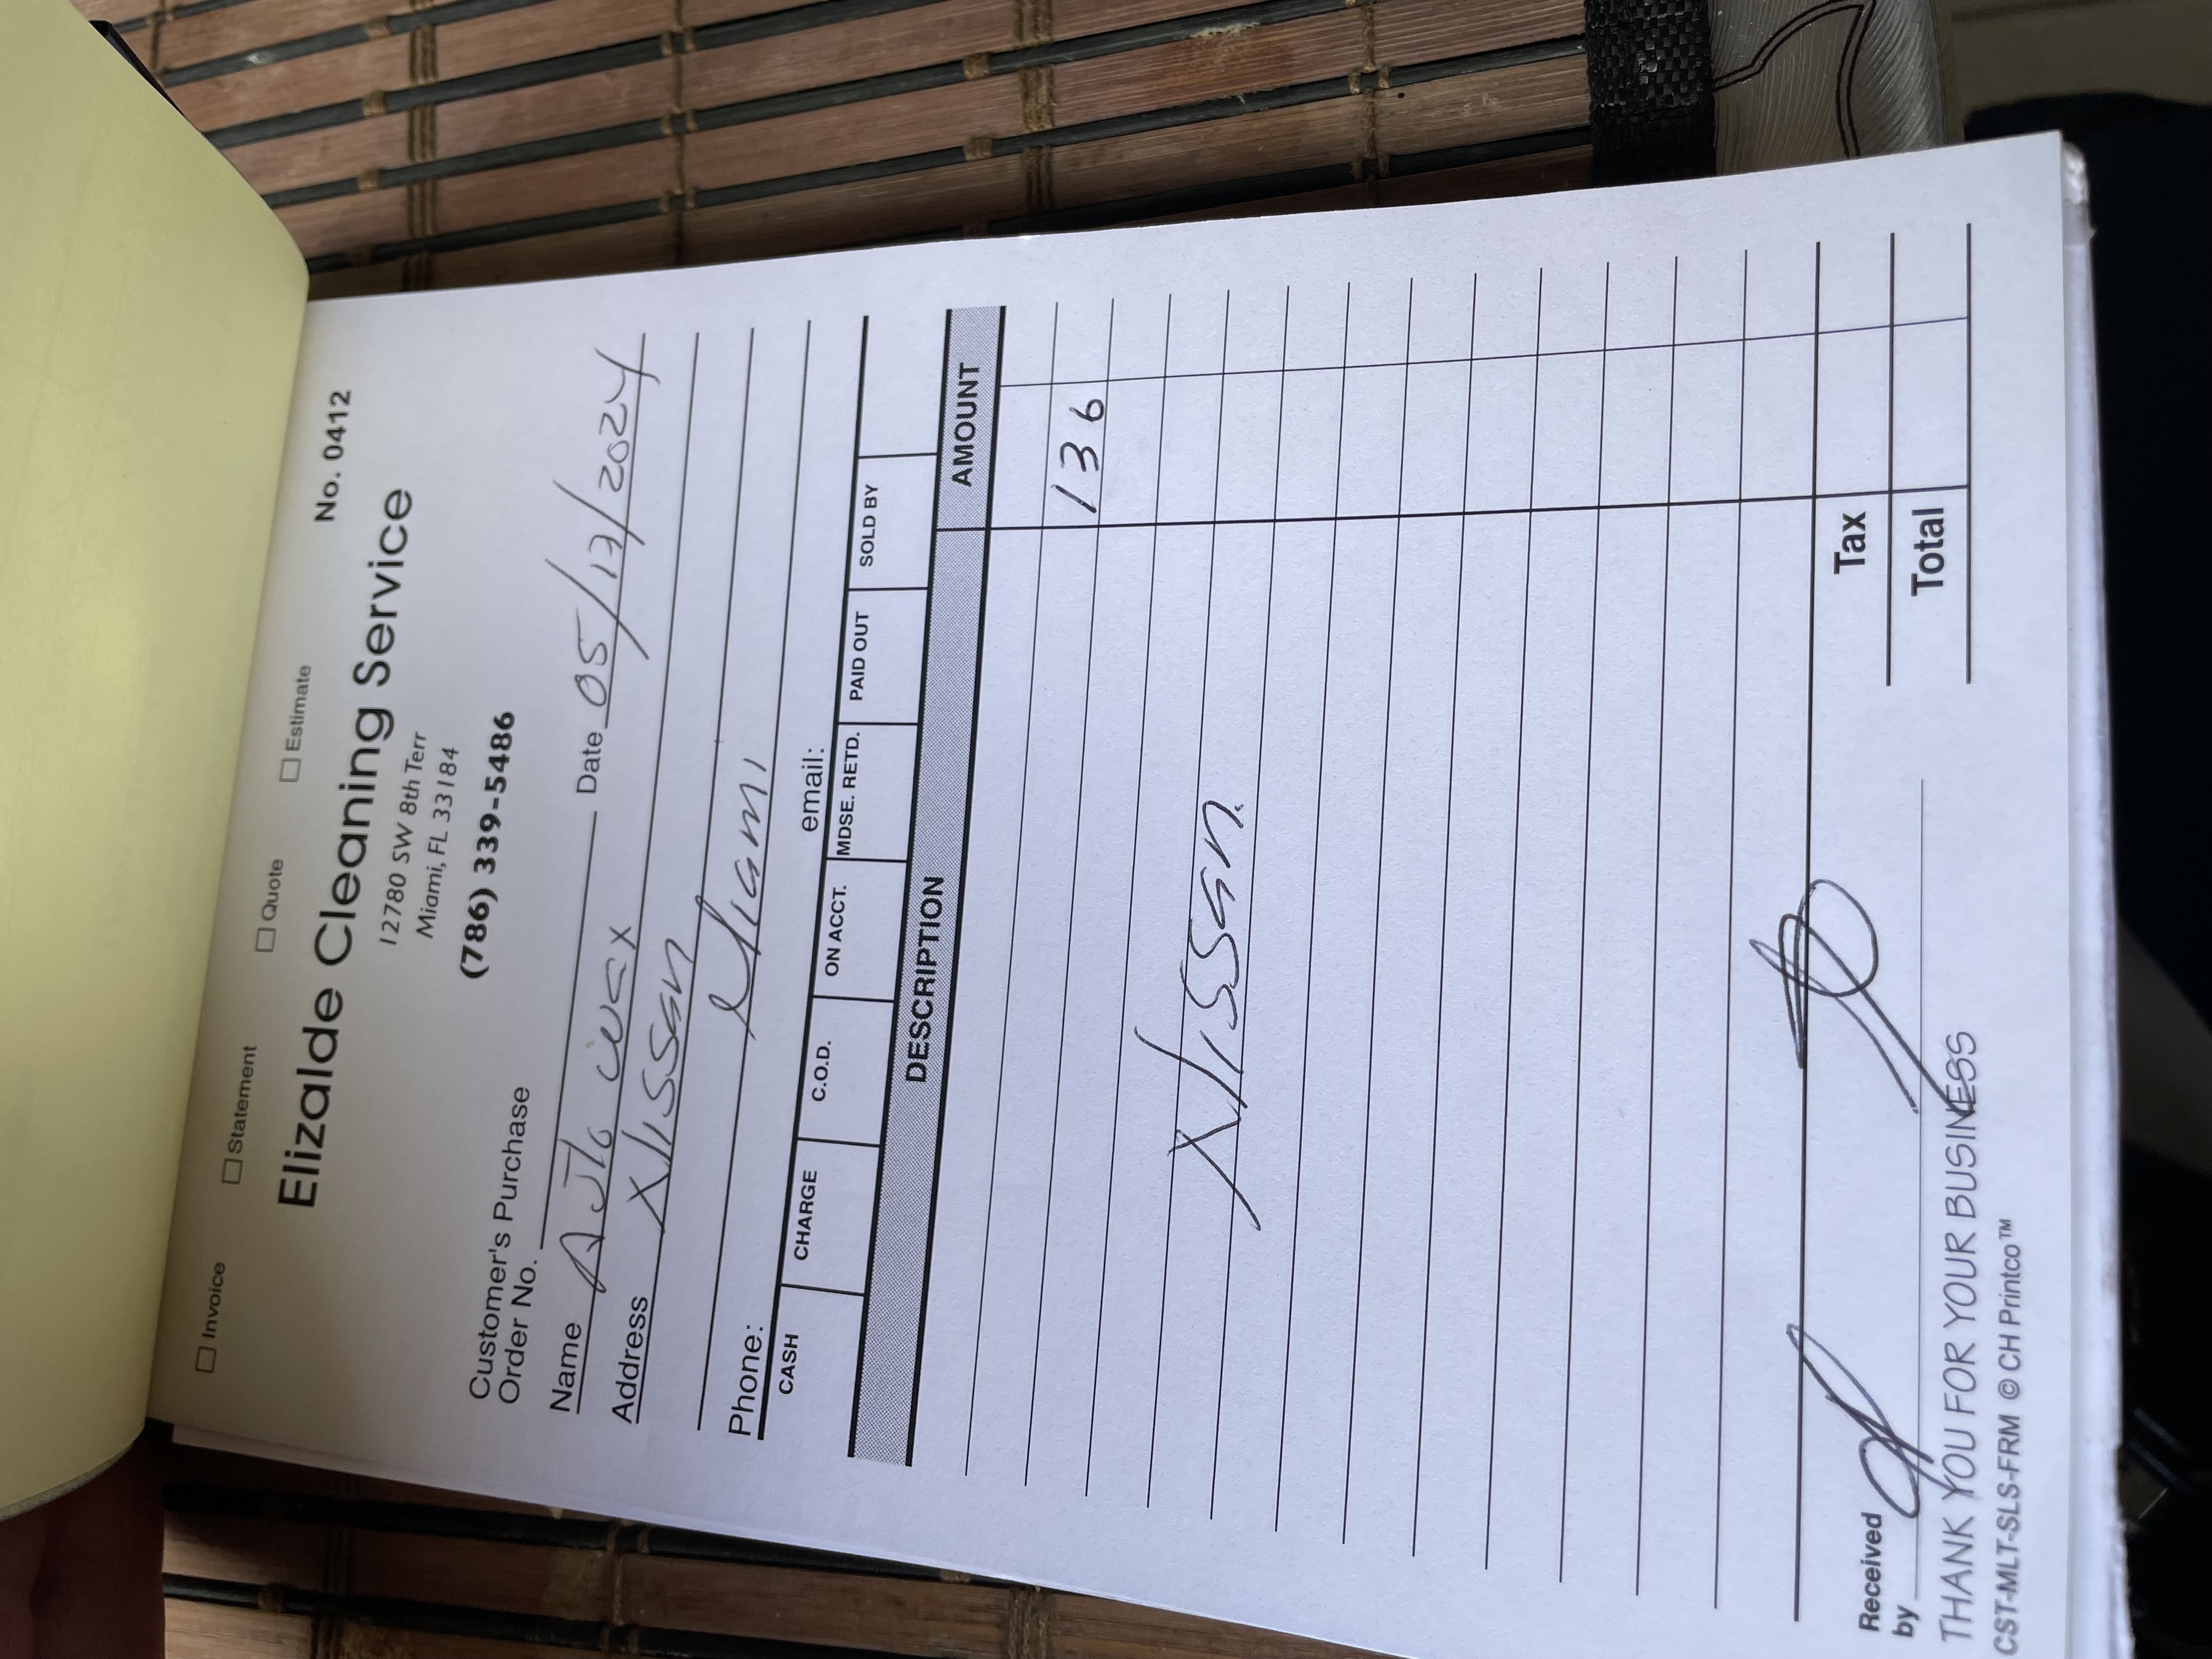 ☐ Invoice ☐ Statement ☐ Quote ☐ Estimate
No. 0412
Elizalde Cleaning Service
12780 SW 8th Terr
Miami, FL 33184
(786) 339-5486
Customer's Purchase
Order No.
Name Auto wax Date 05/17/2024
Address Nissan
Miami
Phone: email:
CASH CHARGE C.O.D. ON ACCT. MDSE. RETD. PAID OUT SOLD BY
DESCRIPTION AMOUNT
136
Nissan.
Tax
Received
by Total
THANK YOU FOR YOUR BUSINESS
CST-MLT-SLS-FRM © CH Printco™